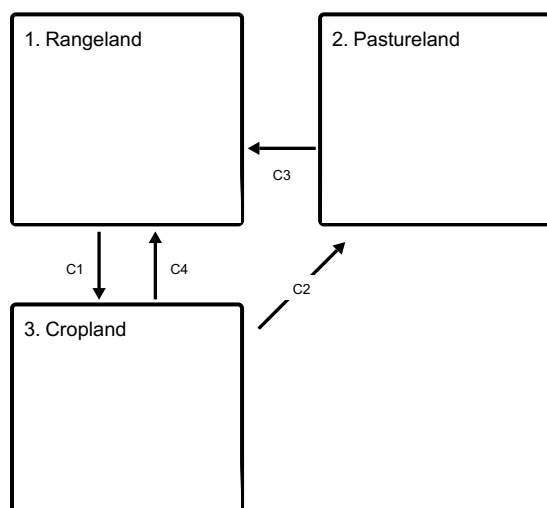 1. Rangeland
2. Pastureland
C3
C1
C4
C2
3. Cropland